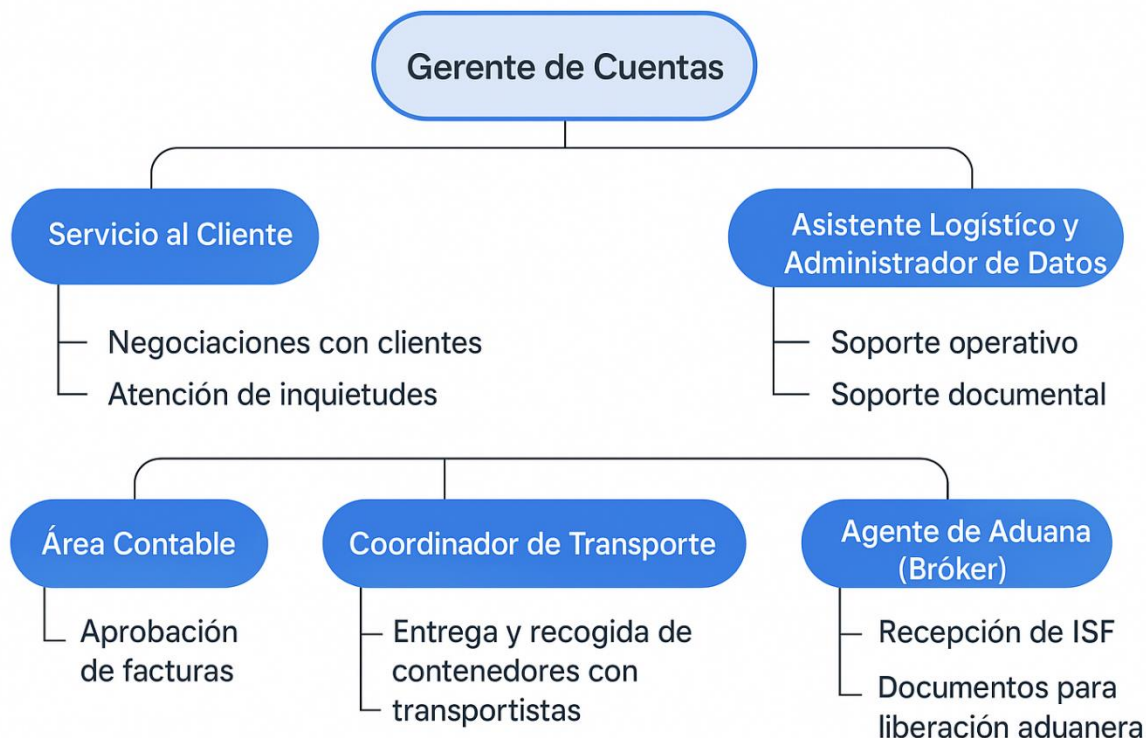 Gerente de Cuentas
Servicio al Cliente
Negociaciones con clientes
Atención de inquietudes
Asistente Logístíco y
Administrador de Datos
Soporte operativo
Soporte documental
Área Contable
Aprobación
de facturas
Coordinador de Transporte
Entrega y recogida de
contenedores con
transportistas
Agente de Aduana
(Bróker)
Recepción de ISF
Documentos para
liberación aduanera